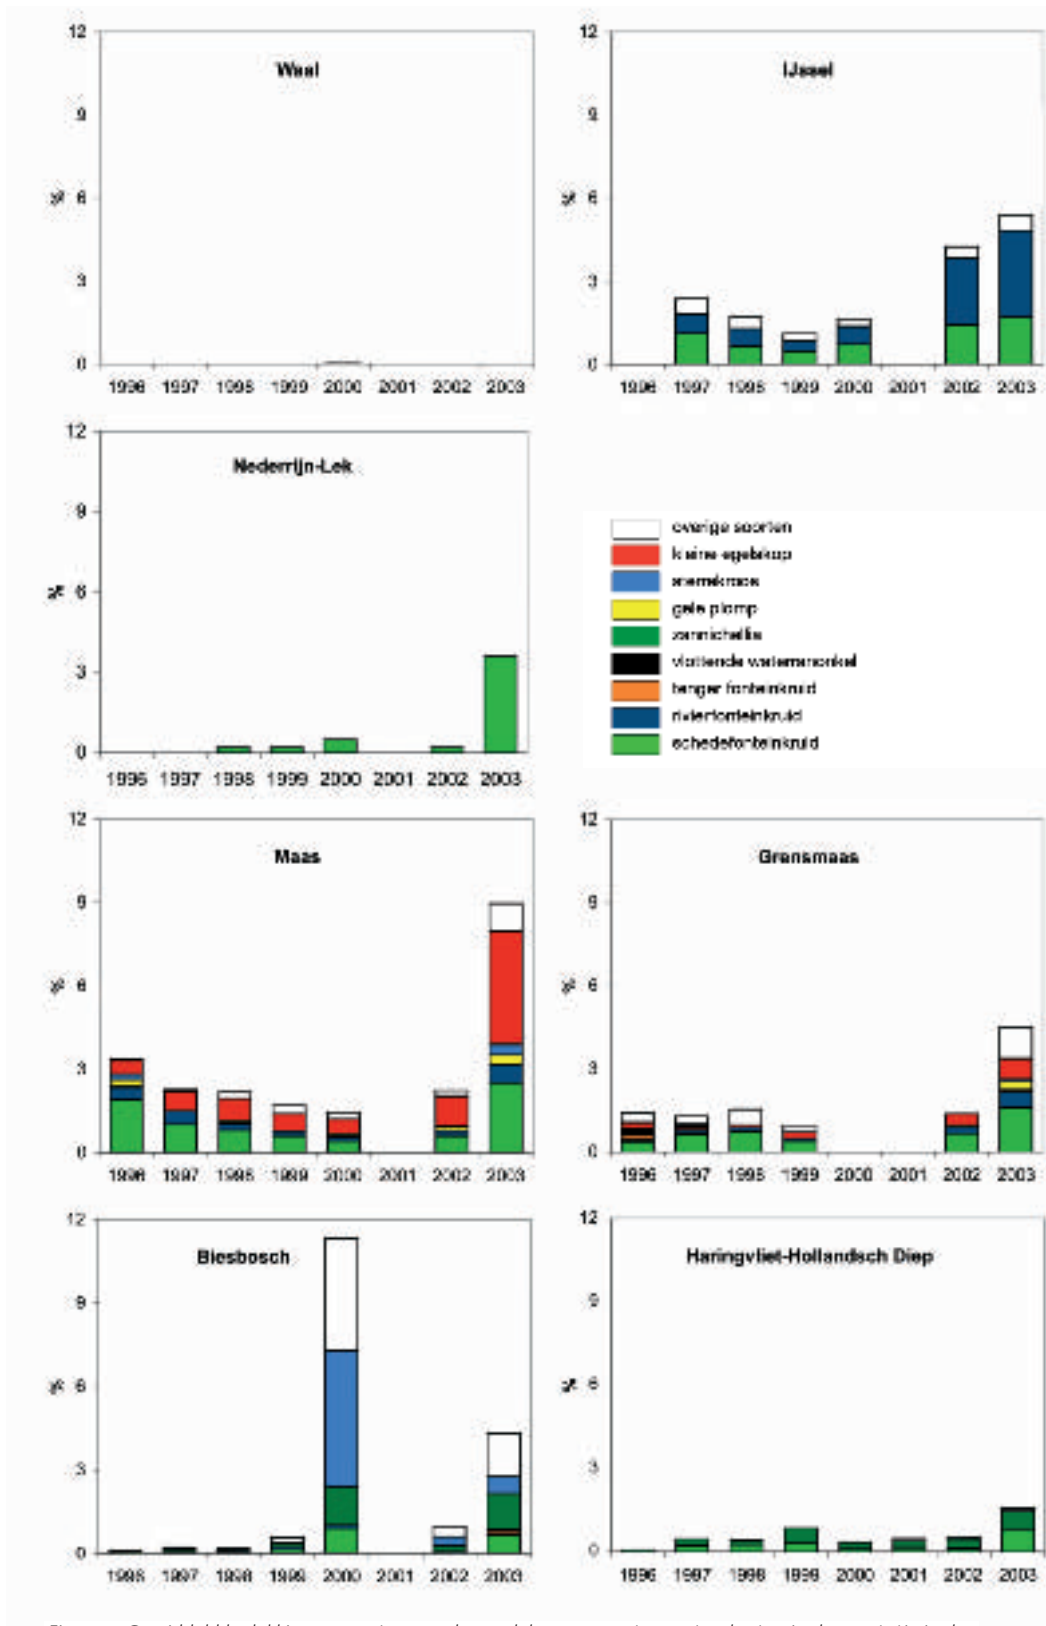 12
9
6
3
0
%
Waal
1996 1997 1998 1999 2000 2001 2002 2003
12
9
6
3
0
%
IJssel
1996 1997 1998 1999 2000 2001 2002 2003
12
9
6
3
0
%
Nederrijn-Lek
1996 1997 1998 1999 2000 2001 2002 2003
overige soorten
kleine egelskop
sterrekroos
gele plomp
zannichellia
vlottende waterranonkel
tenger fonteinkruid
rivierfonteinkruid
schedefonteinkruid
12
9
6
3
0
%
Maas
1996 1997 1998 1999 2000 2001 2002 2003
12
9
6
3
0
%
Grensmaas
1996 1997 1998 1999 2000 2001 2002 2003
12
9
6
3
0
%
Biesbosch
1996 1997 1998 1999 2000 2001 2002 2003
12
9
6
3
0
%
Haringvliet-Hollandsch Diep
1996 1997 1998 1999 2000 2001 2002 2003